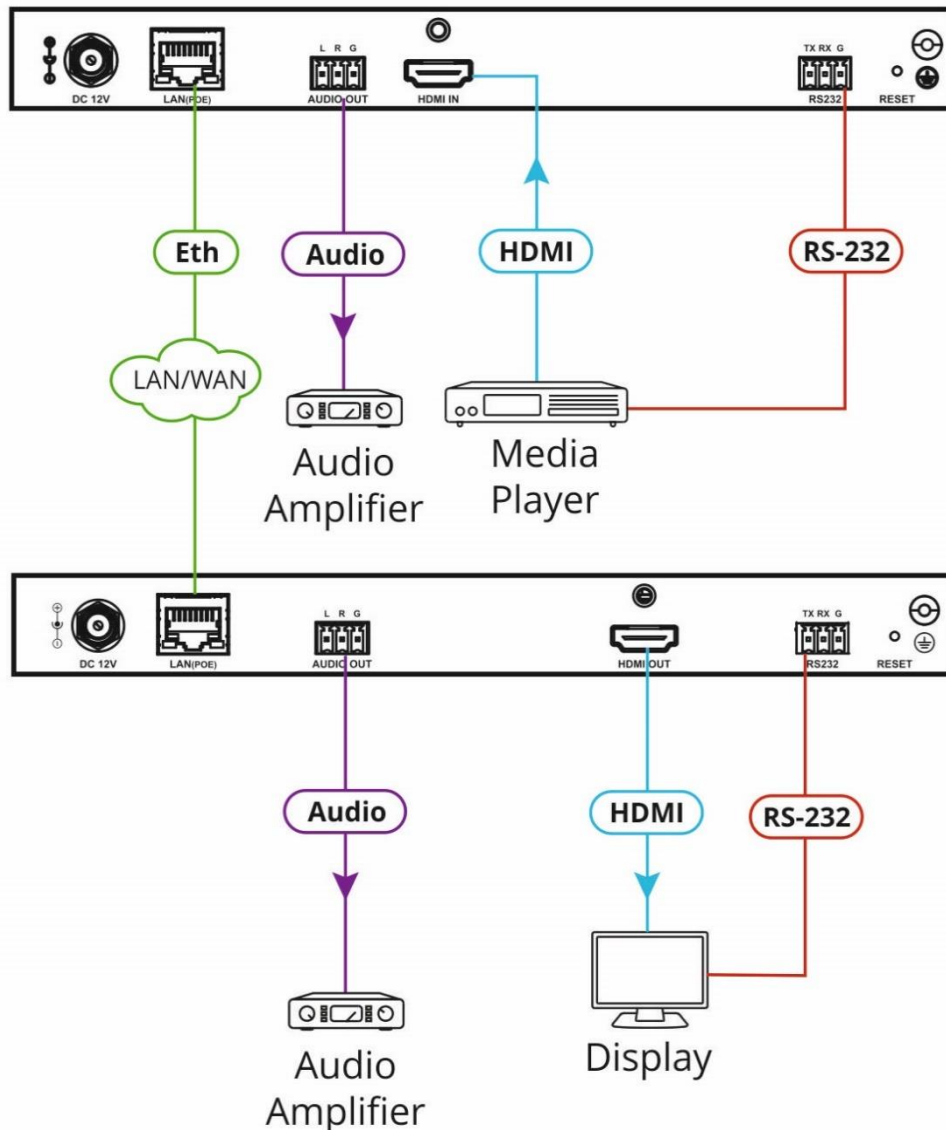 L R G
TX RX G
DC 12V
LAN(POE)
AUDIO OUT
HDMI IN
RS232
RESET
Eth
Audio
HDMI
RS-232
LAN/WAN
Audio
Amplifier
Media
Player
L R G
TX RX G
DC 12V
LAN(POE)
AUDIO OUT
HDMI OUT
RS232
RESET
Audio
HDMI
RS-232
Audio
Amplifier
Display